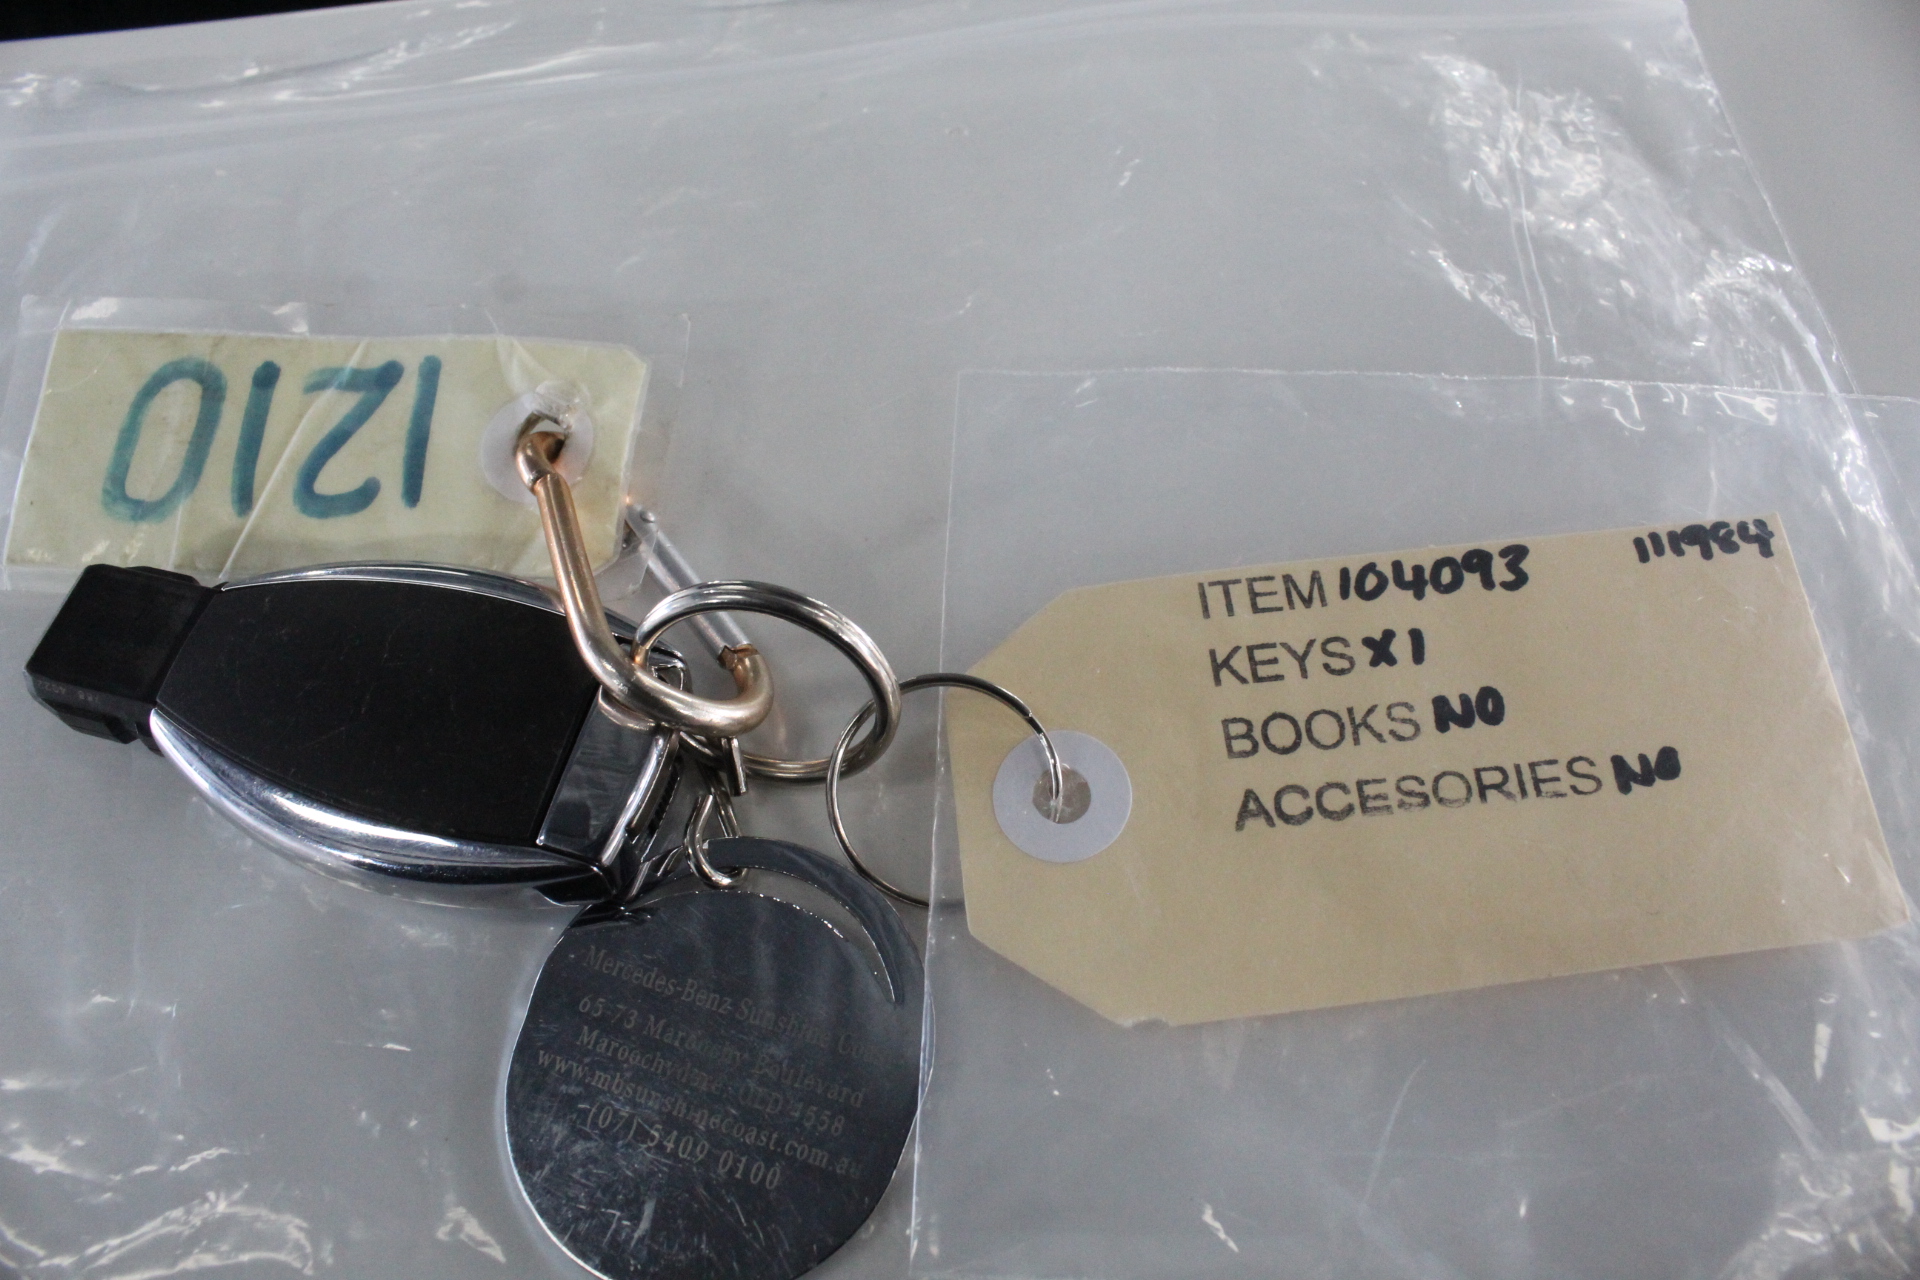 1210
ITEM 104093 111984
KEYS X1
BOOKS NO
ACCESORIES NO
Mercedes-Benz Sunshine Coast
65-73 Maroochy Boulevard
Maroochydore QLD 4558
www.mbsunshinecoast.com.au
(07) 5409 0100